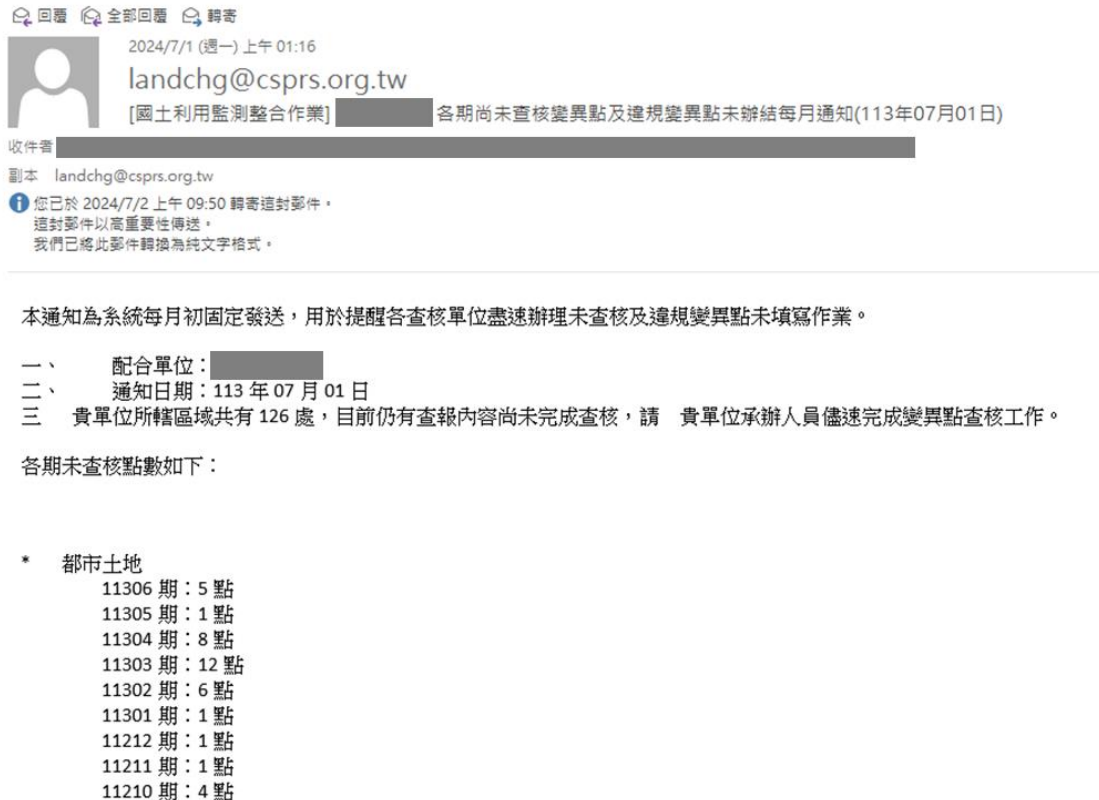 回覆 全部回覆 轉寄
2024/7/1 (週一) 上午 01:16
landchg@csprs.org.tw
[國土利用監測整合作業] 各期尚未查核變異點及違規變異點未辦結每月通知(113年07月01日)
收件者
副本 landchg@csprs.org.tw
您已於 2024/7/2 上午 09:50 轉寄這封郵件。
這封郵件以高重要性傳送。
我們已將此郵件轉換為純文字格式。
本通知為系統每月初固定發送，用於提醒各查核單位盡速辦理未查核及違規變異點未填寫作業。
一、 配合單位：
二、 通知日期：113 年 07 月 01 日
三 貴單位所轄區域共有 126 處，目前仍有查報內容尚未完成查核，請 貴單位承辦人員儘速完成變異點查核工作。
各期未查核點數如下：
* 都市土地
11306 期：5 點
11305 期：1 點
11304 期：8 點
11303 期：12 點
11302 期：6 點
11301 期：1 點
11212 期：1 點
11211 期：1 點
11210 期：4 點